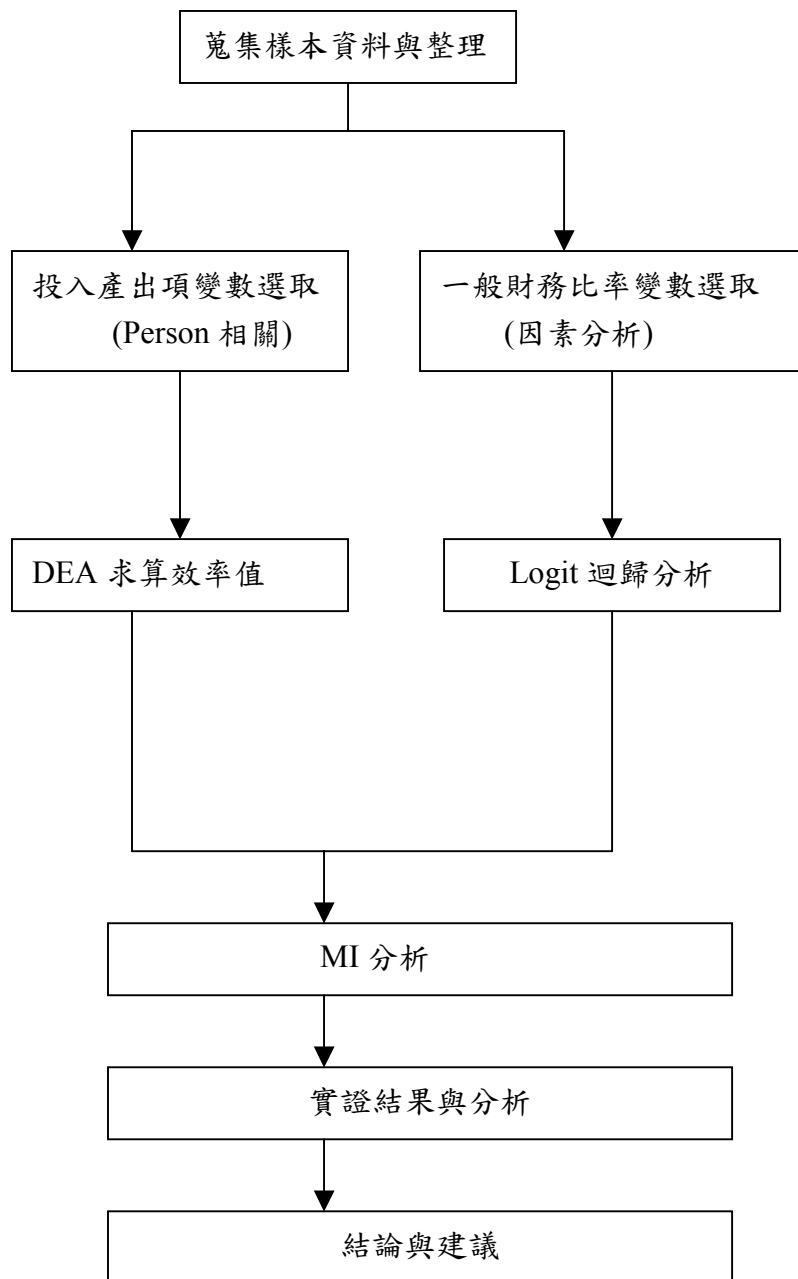 蒐集樣本資料與整理
投入產出項變數選取
(Person 相關)
一般財務比率變數選取
(因素分析)
DEA 求算效率值
Logit 迴歸分析
MI 分析
實證結果與分析
結論與建議